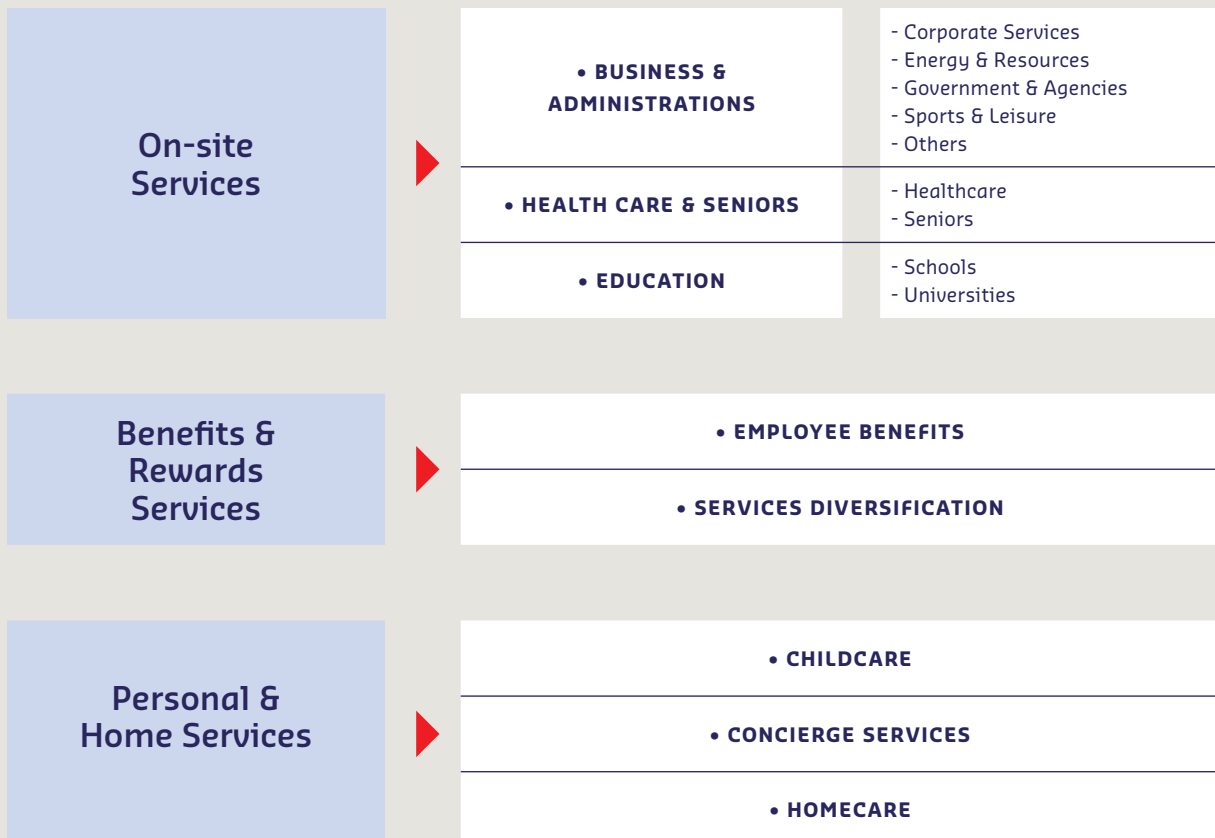 On-site
Services
• BUSINESS &
ADMINISTRATIONS
- Corporate Services
- Energy & Resources
- Government & Agencies
- Sports & Leisure
- Others
• HEALTH CARE & SENIORS
- Healthcare
- Seniors
• EDUCATION
- Schools
- Universities
Benefits &
Rewards
Services
• EMPLOYEE BENEFITS
• SERVICES DIVERSIFICATION
Personal &
Home Services
• CHILDCARE
• CONCIERGE SERVICES
• HOMECARE